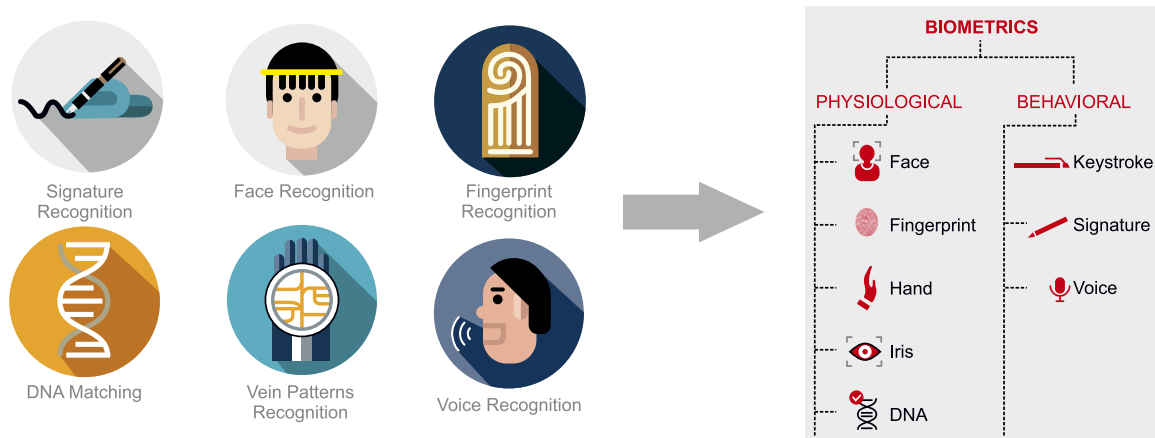 Signature
Recognition
Face Recognition
Fingerprint
Recognition
DNA Matching
Vein Patterns
Recognition
Voice Recognition
BIOMETRICS
PHYSIOLOGICAL
Face
Fingerprint
Hand
Iris
DNA
BEHAVIORAL
Keystroke
Signature
Voice